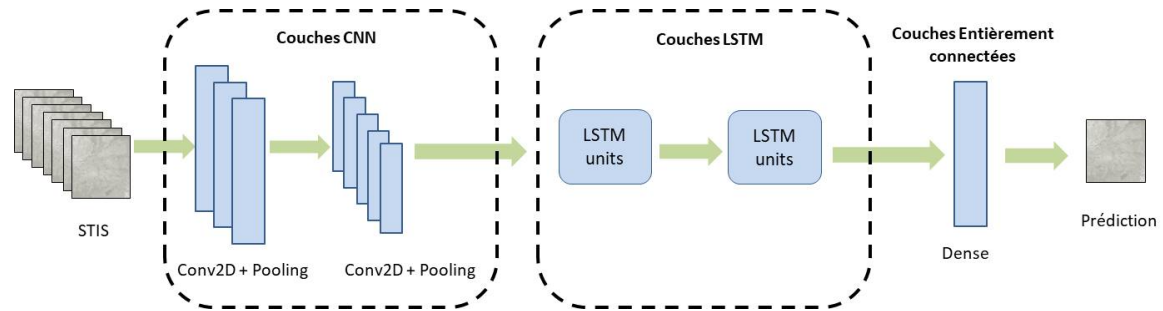 Couches CNN
Couches LSTM
Couches Entièrement
connectées
STIS
Conv2D + Pooling
Conv2D + Pooling
LSTM
units
LSTM
units
Dense
Prédiction